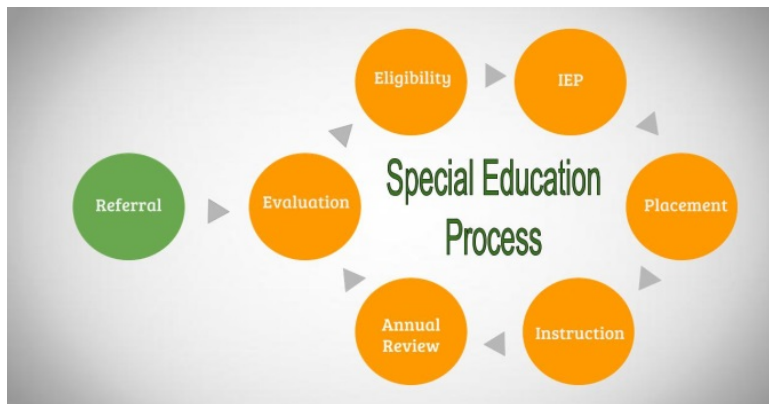 Referral
Evaluation
Eligibility
IEP
Placement
Instruction
Annual
Review
Special Education
Process